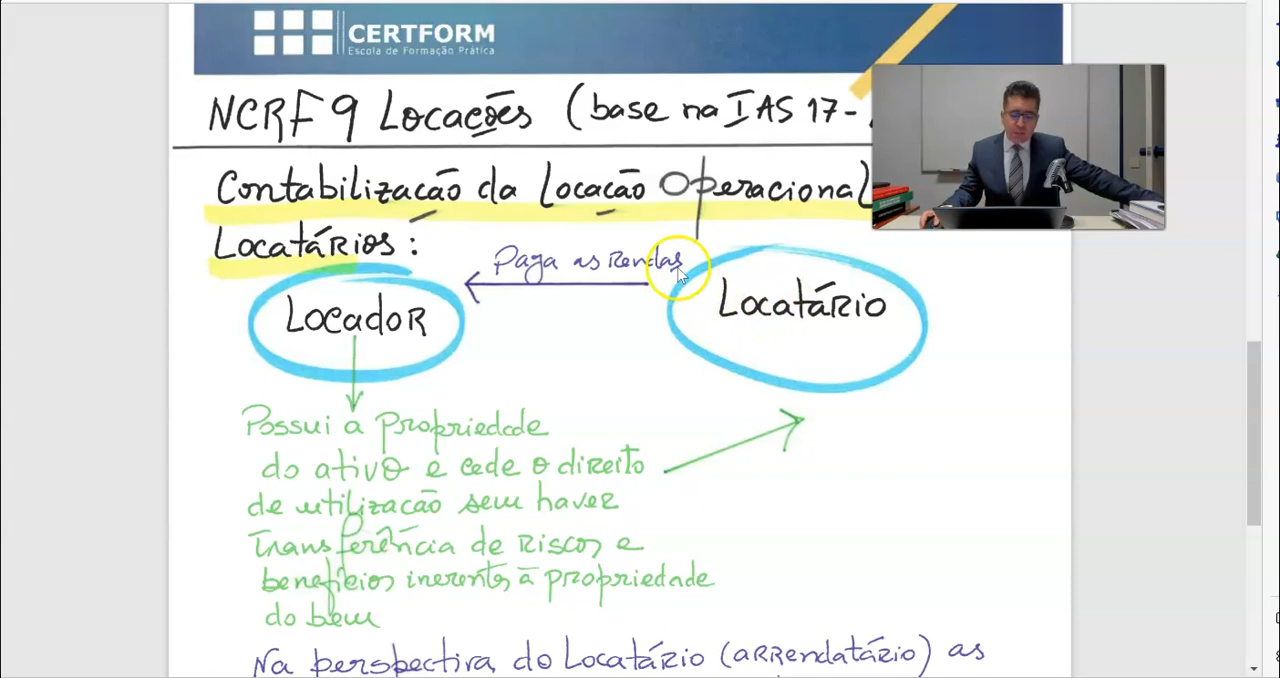 CERTFORM
Escola de Formação Prática
NCRF 9 Locações (base na IAS 17-
Contabilização da Locação Operacional
Locatários:
Paga as Rendas
Locador
Locatário
Possui a Propriedade
do ativo e cede o direito
de utilização sem haver
Transferência de Riscos e
benefícios inerentes à propriedade
do bem
Na perspectiva do Locatário (arrendatário) as